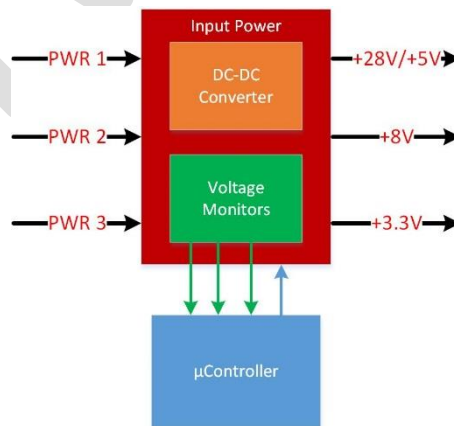 Input Power
PWR 1
DC-DC
Converter
+28V/+5V
PWR 2
+8V
Voltage
Monitors
PWR 3
+3.3V
μController